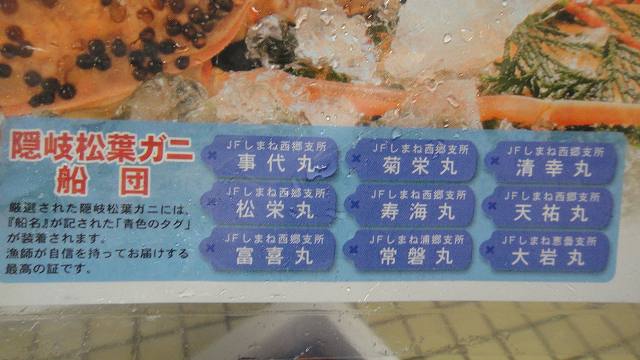 隠岐松葉ガニ
船団
厳選された隠岐松葉ガニには、
『船名』が記された「青色のタグ」
が装着されます。
漁師が自信を持ってお届けする
最高の証です。
JFしまね西郷支所
事代丸
JFしまね西郷支所
菊栄丸
JFしまね西郷支所
清幸丸
JFしまね西郷支所
松栄丸
JFしまね西郷支所
寿海丸
JFしまね西郷支所
天祐丸
JFしまね西郷支所
富喜丸
JFしまね浦郷支所
常磐丸
JFしまね恵曇支所
大岩丸